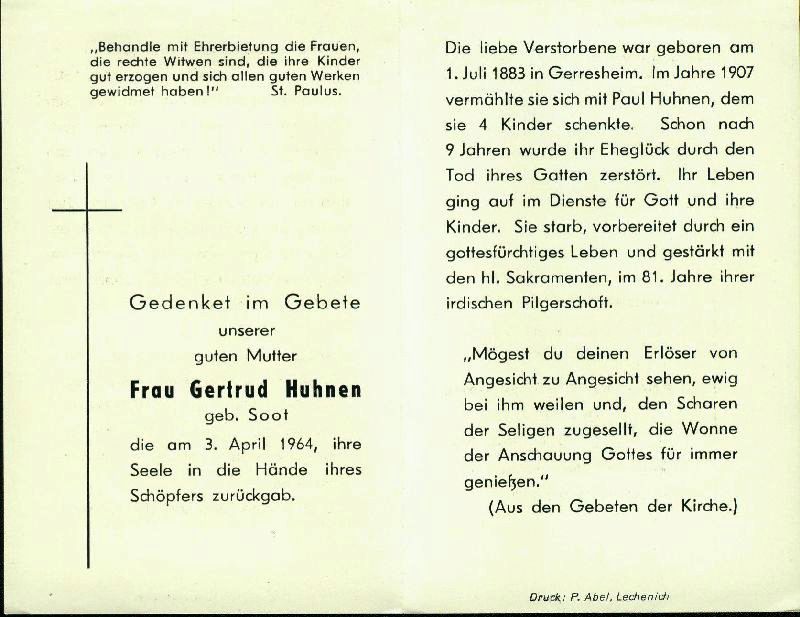 „Behandle mit Ehrerbietung die Frauen,
die rechte Witwen sind, die ihre Kinder
gut erzogen und sich allen guten Werken
gewidmet haben!" St. Paulus.
Gedenket im Gebete
unserer
guten Mutter
Frau Gertrud Huhnen
geb. Soot
die am 3. April 1964, ihre
Seele in die Hände ihres
Schöpfers zurückgab.
Die liebe Verstorbene war geboren am
1. Juli 1883 in Gerresheim. Im Jahre 1907
vermählte sie sich mit Paul Huhnen, dem
sie 4 Kinder schenkte. Schon nach
9 Jahren wurde ihr Eheglück durch den
Tod ihres Gatten zerstört. Ihr Leben
ging auf im Dienste für Gott und ihre
Kinder. Sie starb, vorbereitet durch ein
gottesfürchtiges Leben und gestärkt mit
den hl. Sakramenten, im 81. Jahre ihrer
irdischen Pilgerschaft.
„Mögest du deinen Erlöser von
Angesicht zu Angesicht sehen, ewig
bei ihm weilen und, den Scharen
der Seligen zugesellt, die Wonne
der Anschauung Gottes für immer
genießen."
(Aus den Gebeten der Kirche.)
Druck: P. Abel, Lechenich